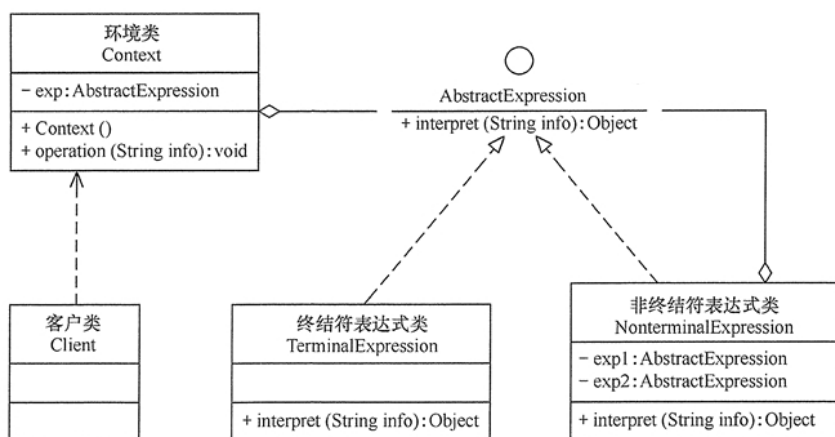 环境类
Context
- exp:AbstractExpression
+ Context ()
+ operation (String info):void
AbstractExpression
+ interpret (String info):Object
客户类
Client
终结符表达式类
TerminalExpression
+ interpret (String info):Object
非终结符表达式类
NonterminalExpression
- exp1:AbstractExpression
- exp2:AbstractExpression
+ interpret (String info):Object